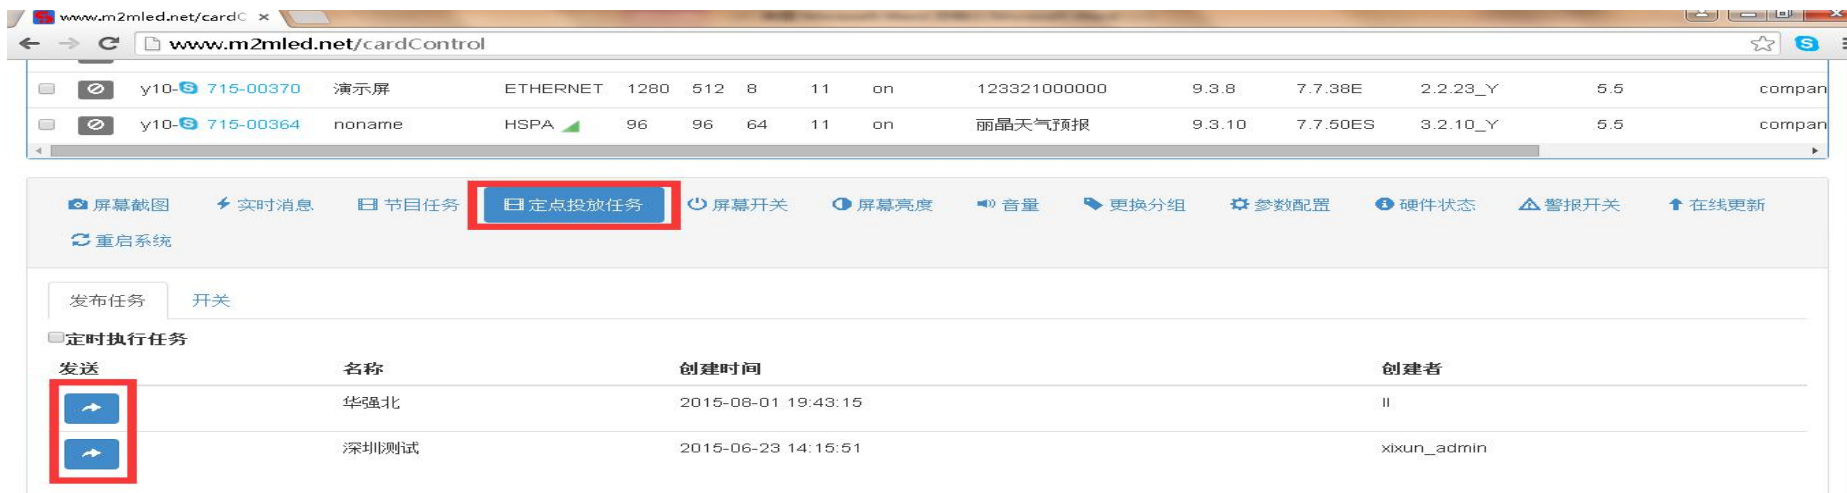 www.m2mled.net/cardC
www.m2mled.net/cardControl
y10-715-00370 演示屏 ETHERNET 1280 512 8 11 on 123321000000 9.3.8 7.7.38E 2.2.23_Y 5.5 compan
y10-715-00364 noname HSPA 96 96 64 11 on 丽晶天气预报 9.3.10 7.7.50ES 3.2.10_Y 5.5 compan
屏幕截图 实时消息 节目任务 定点投放任务 屏幕开关 屏幕亮度 音量 更换分组 参数配置 硬件状态 警报开关 在线更新
重启系统
发布任务 开关
定时执行任务
发送 名称 创建时间 创建者
华强北 2015-08-01 19:43:15 ll
深圳测试 2015-06-23 14:15:51 xixun_admin